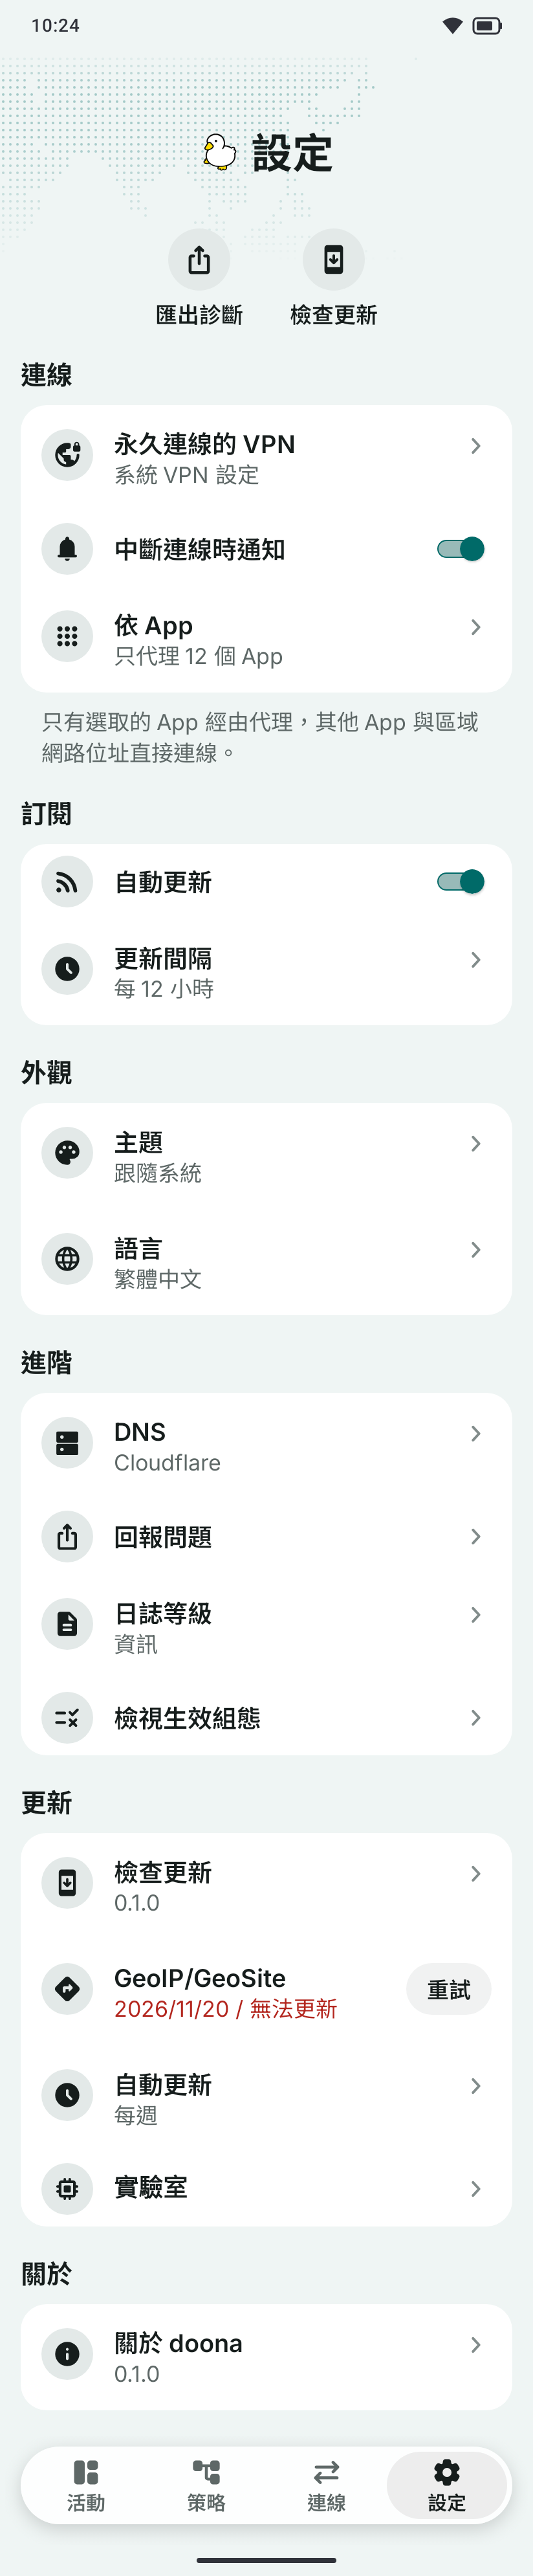 10:24
設定
匯出診斷
檢查更新
連線
永久連線的 VPN
系統 VPN 設定
中斷連線時通知
依 App
只代理 12 個 App
只有選取的 App 經由代理，其他 App 與區域
網路位址直接連線。
訂閱
自動更新
更新間隔
每 12 小時
外觀
主題
跟隨系統
語言
繁體中文
進階
DNS
Cloudflare
回報問題
日誌等級
資訊
檢視生效組態
更新
檢查更新
0.1.0
GeoIP/GeoSite
2026/11/20 / 無法更新
重試
自動更新
每週
實驗室
關於
關於 doona
0.1.0
活動
策略
連線
設定